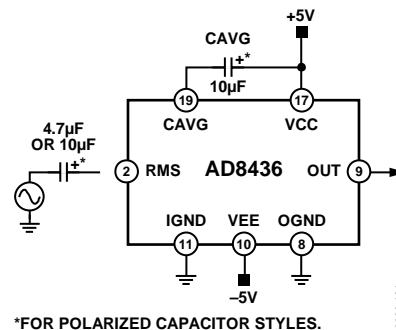 +5V
CAVG
+*
10µF
19
CAVG
17
VCC
4.7µF
OR 10µF
+*
2 RMS
AD8436
OUT 9
IGND
11
VEE
10
OGND
8
–5V
*FOR POLARIZED CAPACITOR STYLES.